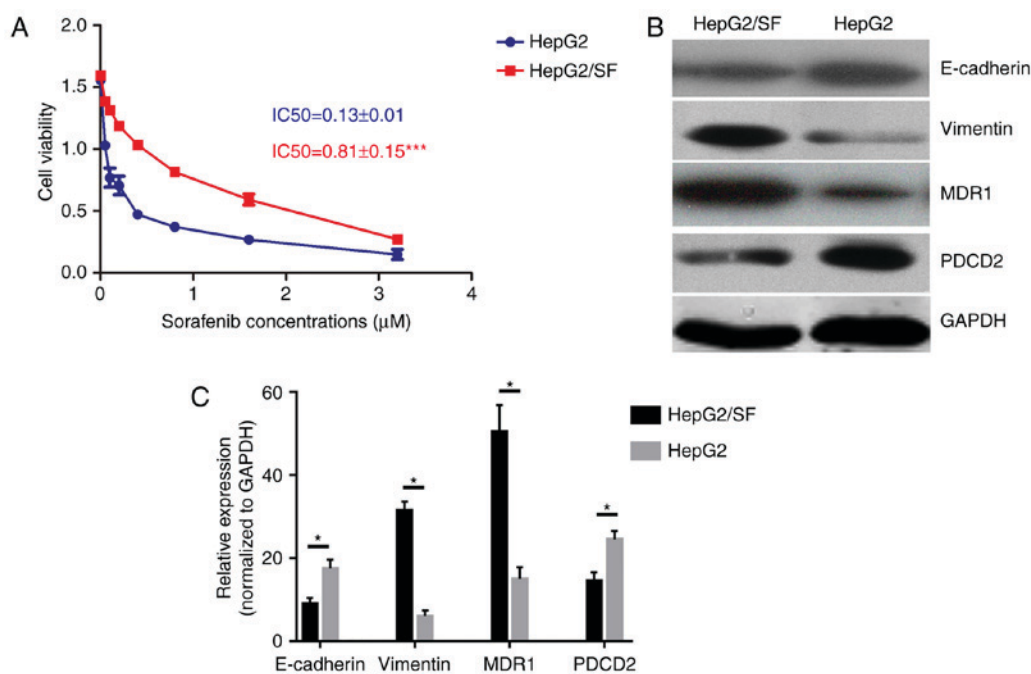 A
HepG2
HepG2/SF
IC50=0.13±0.01
IC50=0.81±0.15***
Cell viability
2.0
1.5
1.0
0.5
0.0
0
1
2
3
4
Sorafenib concentrations (μM)
B
HepG2/SF HepG2
E-cadherin
Vimentin
MDR1
PDCD2
GAPDH
C
HepG2/SF
HepG2
Relative expression
(normalized to GAPDH)
60
40
20
0
*
*
*
*
E-cadherin Vimentin MDR1 PDCD2